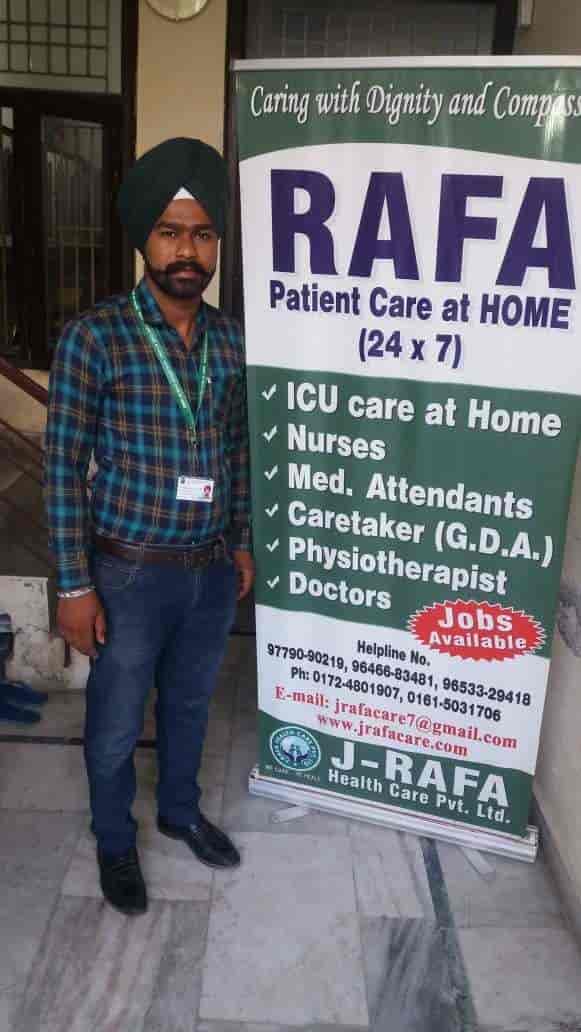 Caring with Dignity and Compass
RAFA
Patient Care at HOME
(24 x 7)
ICU care at Home
Nurses
Med. Attendants
Caretaker (G.D.A.)
Physiotherapist
Doctors
Jobs
Available
Helpline No.
97790-90219, 96466-83481, 96533-29418
Ph: 0172-4801907, 0161-5031706
E-mail: jrafacare7@gmail.com
www.jrafacare.com
J-RAFA
Health Care Pvt. Ltd.